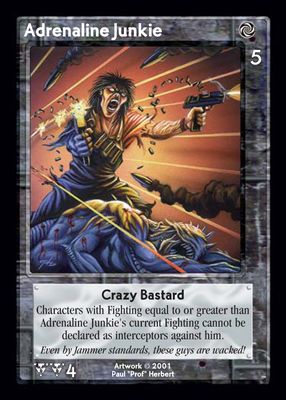 Adrenaline Junkie
5
Crazy Bastard
Characters with Fighting equal to or greater than
Adrenaline Junkie's current Fighting cannot be
declared as interceptors against him.
Even by Jammer standards, these guys are wached!
4
Artwork © 2001
Paul "Prof" Herbert